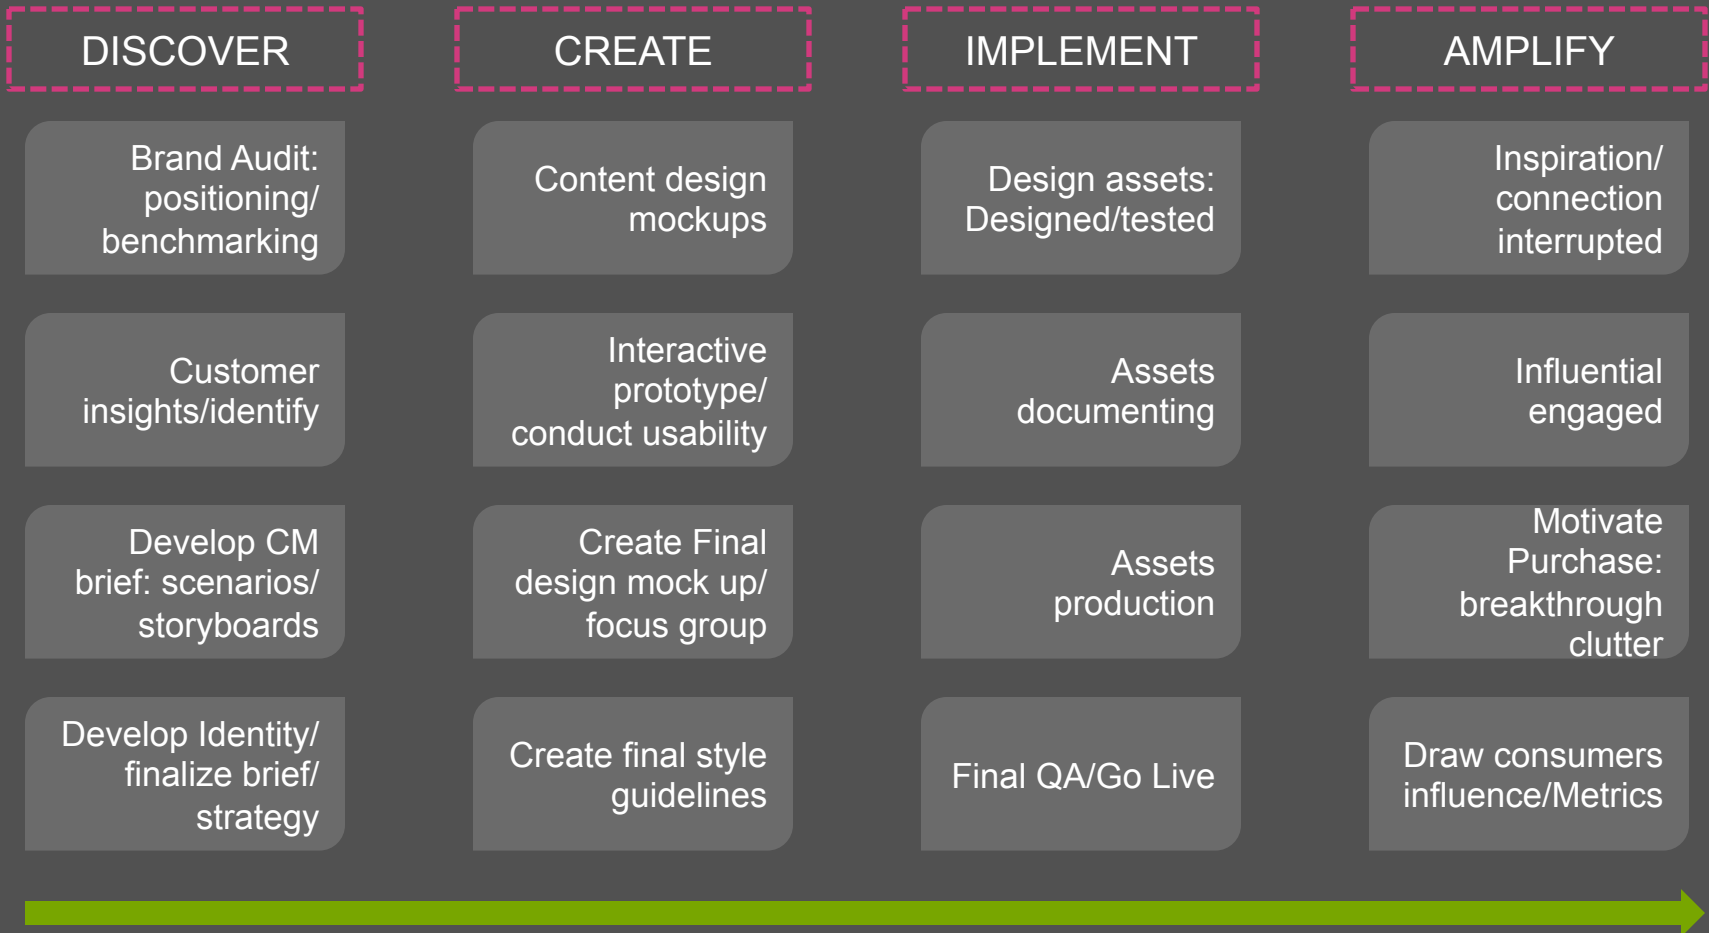 DISCOVER
Brand Audit:
positioning/
benchmarking
Customer
insights/identify
Develop CM
brief: scenarios/
storyboards
Develop Identity/
finalize brief/
strategy
CREATE
Content design
mockups
Interactive
prototype/
conduct usability
Create Final
design mock up/
focus group
Create final style
guidelines
IMPLEMENT
Design assets:
Designed/tested
Assets
documenting
Assets
production
Final QA/Go Live
AMPLIFY
Inspiration/
connection
interrupted
Influential
engaged
Motivate
Purchase:
breakthrough
clutter
Draw consumers
influence/Metrics